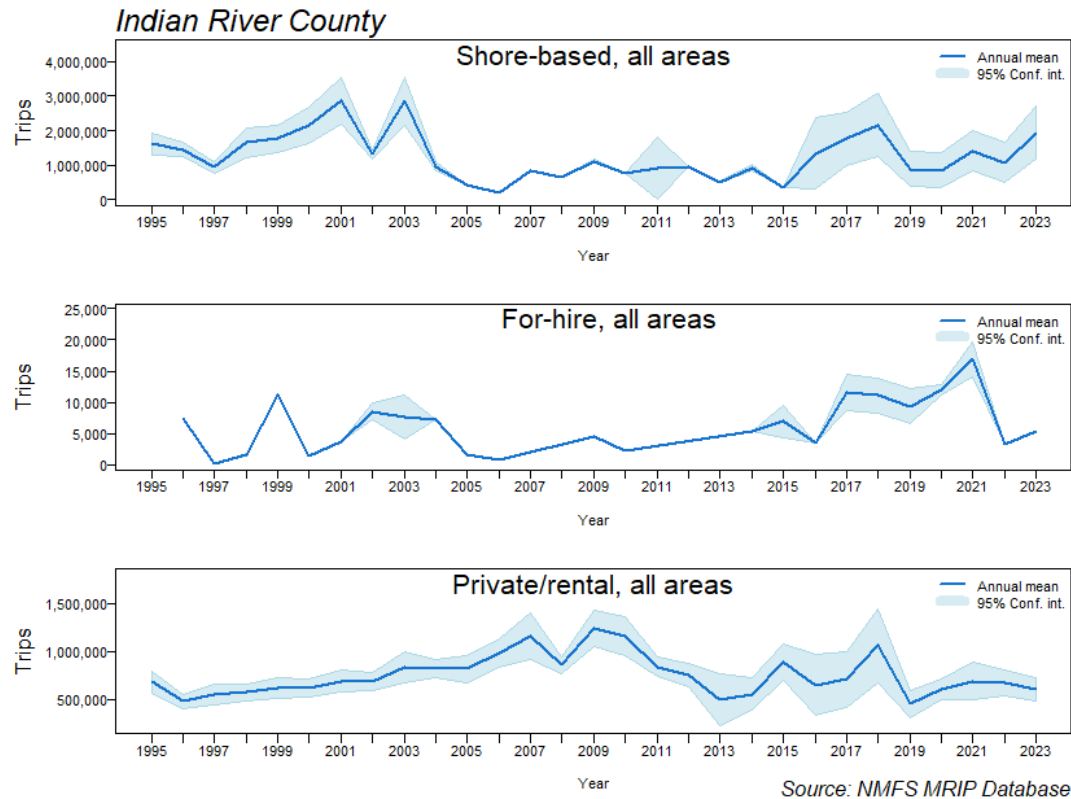 Indian River County
Shore-based, all areas
Annual mean
95% Conf. int.
Trips
4,000,000
3,000,000
2,000,000
1,000,000
0
1995 1997 1999 2001 2003 2005 2007 2009 2011 2013 2015 2017 2019 2021 2023
Year
For-hire, all areas
Annual mean
95% Conf. int.
Trips
25,000
20,000
15,000
10,000
5,000
0
1995 1997 1999 2001 2003 2005 2007 2009 2011 2013 2015 2017 2019 2021 2023
Year
Private/rental, all areas
Annual mean
95% Conf. int.
Trips
1,500,000
1,000,000
500,000
1995 1997 1999 2001 2003 2005 2007 2009 2011 2013 2015 2017 2019 2021 2023
Year
Source: NMFS MRIP Database